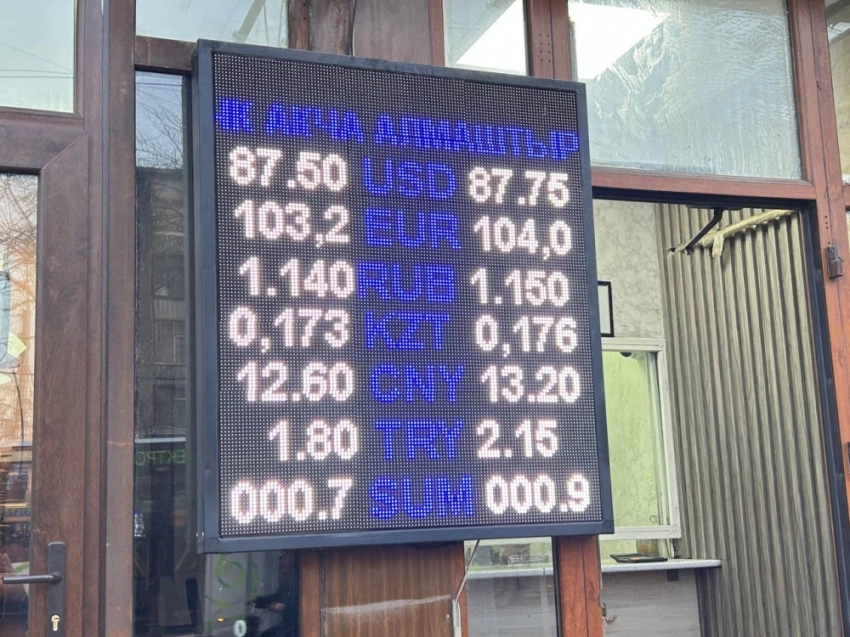 К АКЧА АЛМАШТЫР
87.50 USD 87.75
103,2 EUR 104,0
1.140 RUB 1.150
0,173 KZT 0,176
12.60 CNY 13.20
1.80 TRY 2.15
000.7 SUM 000.9